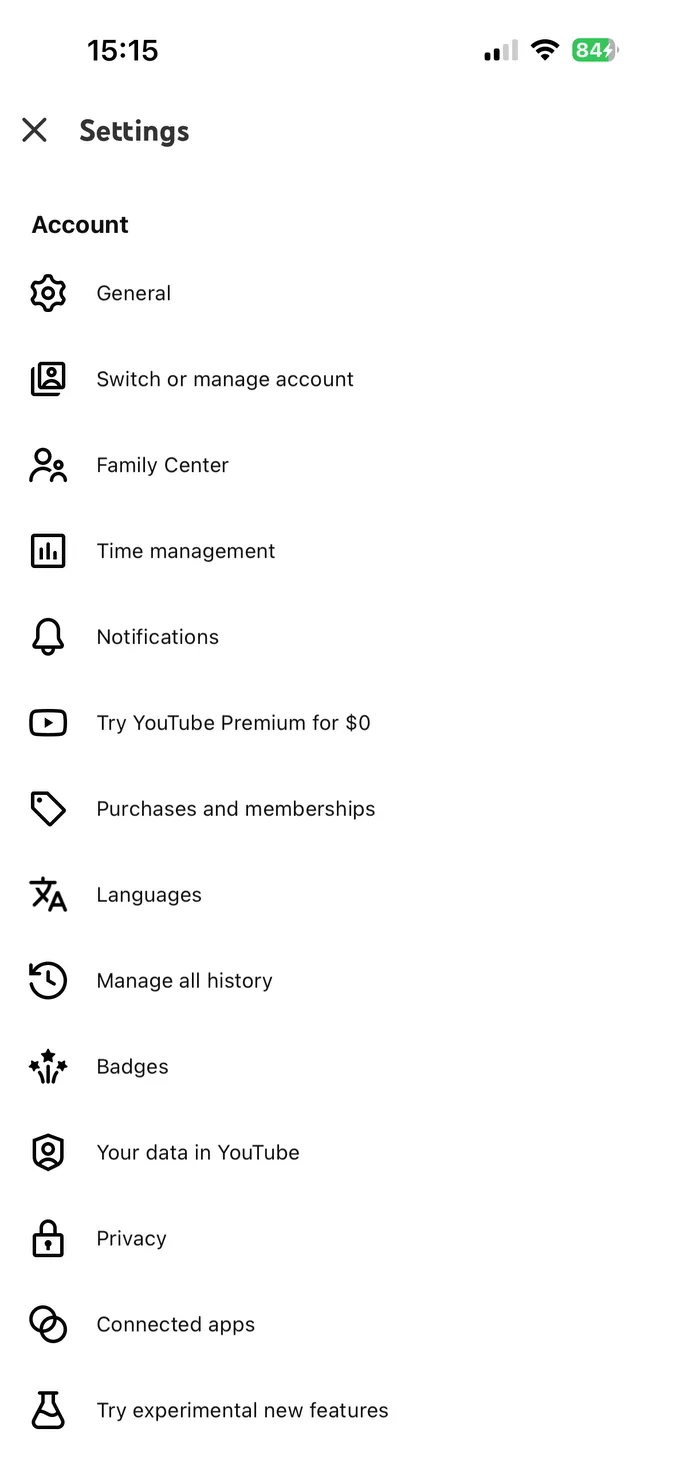 15:15
84
Settings
Account
General
Switch or manage account
Family Center
Time management
Notifications
Try YouTube Premium for $0
Purchases and memberships
Languages
Manage all history
Badges
Your data in YouTube
Privacy
Connected apps
Try experimental new features